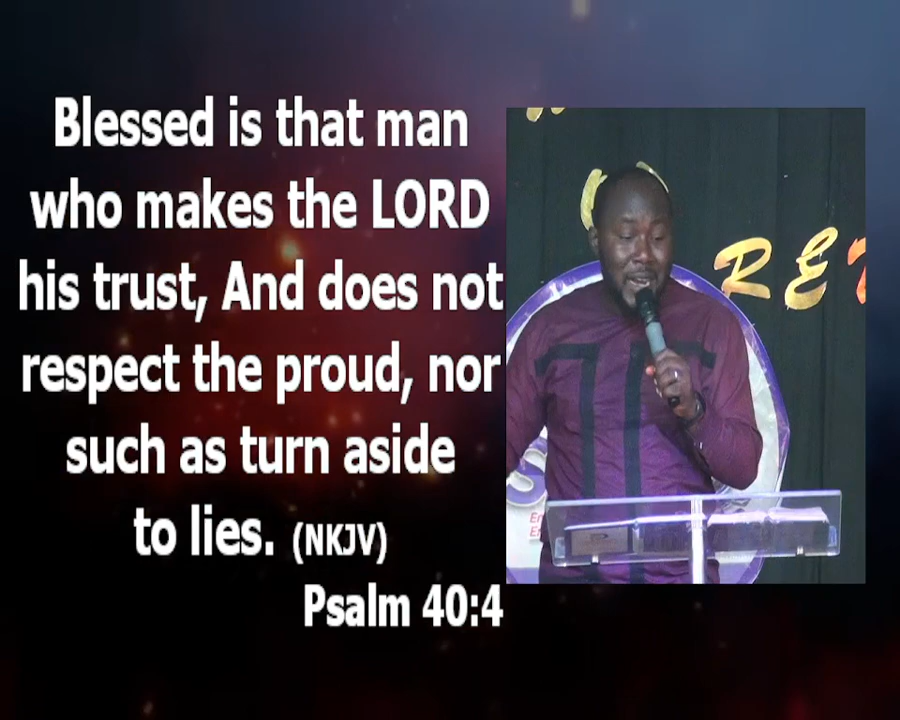 Blessed is that man
who makes the LORD
his trust, And does not
respect the proud, nor
such as turn aside
to lies. (NKJV)
Psalm 40:4
RE